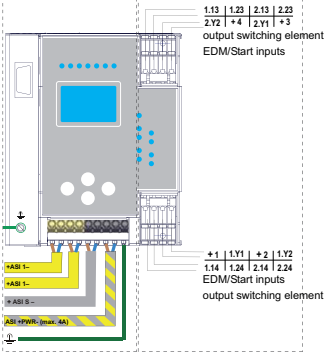 1.13 1.23 2.13 2.23
2.Y2 + 4 2.Y1 + 3
output switching element
EDM/Start inputs
+ 1 1.Y1 + 2 1.Y2
1.14 1.24 2.14 2.24
EDM/Start inputs
output switching element
+ASI 1–
+ASI 1–
+ ASI S –
ASI +PWR- (max. 4A)